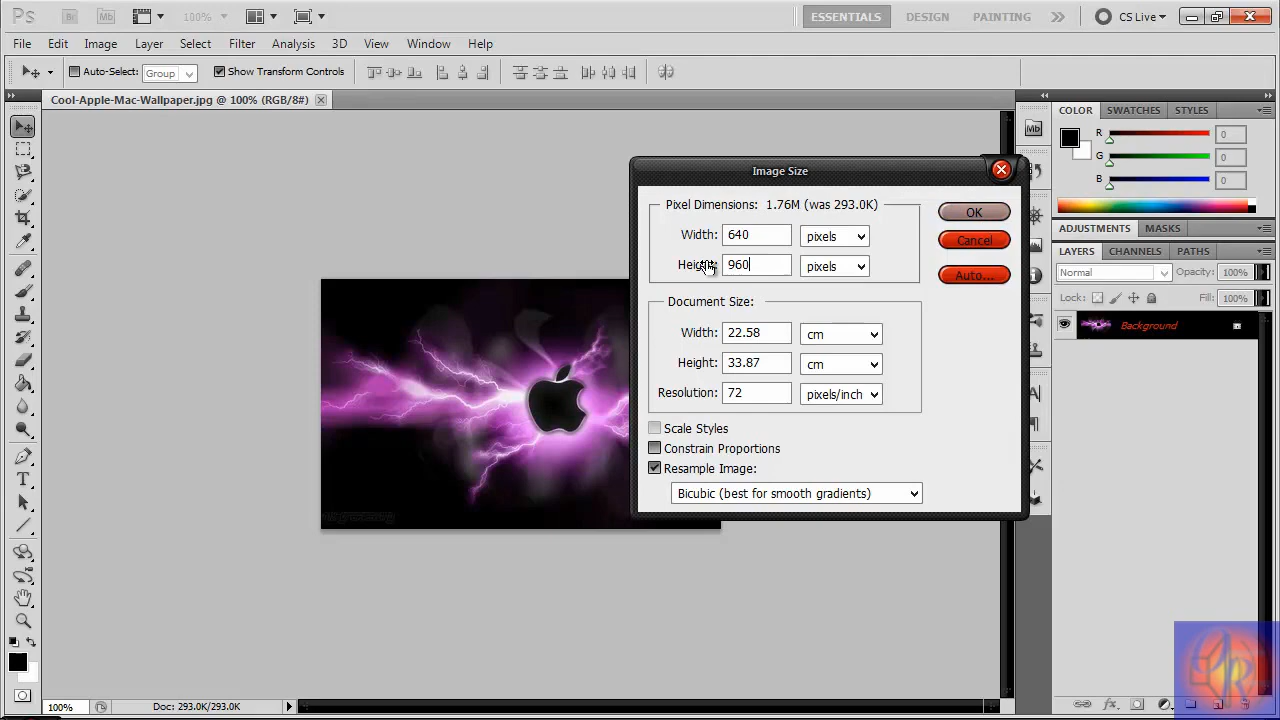 Ps Br Mb 100% ESSENTIALS DESIGN PAINTING CS Live
File Edit Image Layer Select Filter Analysis 3D View Window Help
Auto-Select: Group Show Transform Controls
Cool-Apple-Mac-Wallpaper.jpg @ 100% (RGB/8#)
Image Size
Pixel Dimensions: 1.76M (was 293.0K)
Width: 640 pixels
Height: 960 pixels
Document Size:
Width: 22.58 cm
Height: 33.87 cm
Resolution: 72 pixels/inch
Scale Styles
Constrain Proportions
Resample Image:
Bicubic (best for smooth gradients)
OK
Cancel
Auto...
Mb
COLOR SWATCHES STYLES
R 0
G 0
B 0
ADJUSTMENTS MASKS
LAYERS CHANNELS PATHS
Normal Opacity: 100%
Lock: Fill: 100%
Background
100% Doc: 293.0K/293.0K